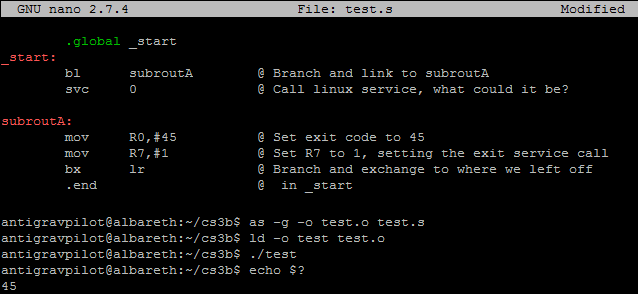 GNU nano 2.7.4 File: test.s Modified
.global _start
_start:
bl subroutA @ Branch and link to subroutA
svc 0 @ Call linux service, what could it be?
subroutA:
mov R0,#45 @ Set exit code to 45
mov R7,#1 @ Set R7 to 1, setting the exit service call
bx lr @ Branch and exchange to where we left off
.end @ in _start
antigravpilot@albareth:~/cs3b$ as -g -o test.o test.s
antigravpilot@albareth:~/cs3b$ ld -o test test.o
antigravpilot@albareth:~/cs3b$ ./test
antigravpilot@albareth:~/cs3b$ echo $?
45